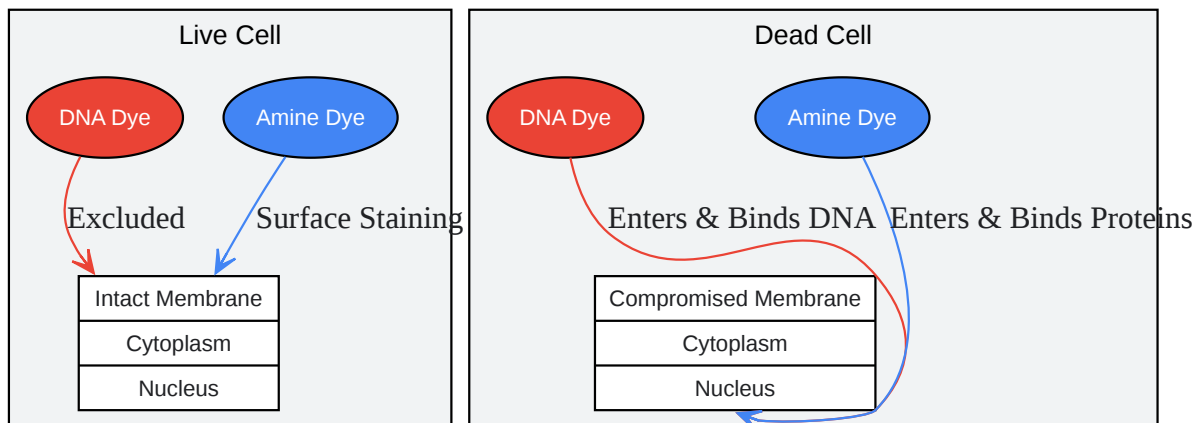 Live Cell
DNA Dye
Amine Dye
Excluded
Surface Staining
Intact Membrane
Cytoplasm
Nucleus
Dead Cell
DNA Dye
Amine Dye
Enters & Binds DNA
Enters & Binds Proteins
Compromised Membrane
Cytoplasm
Nucleus